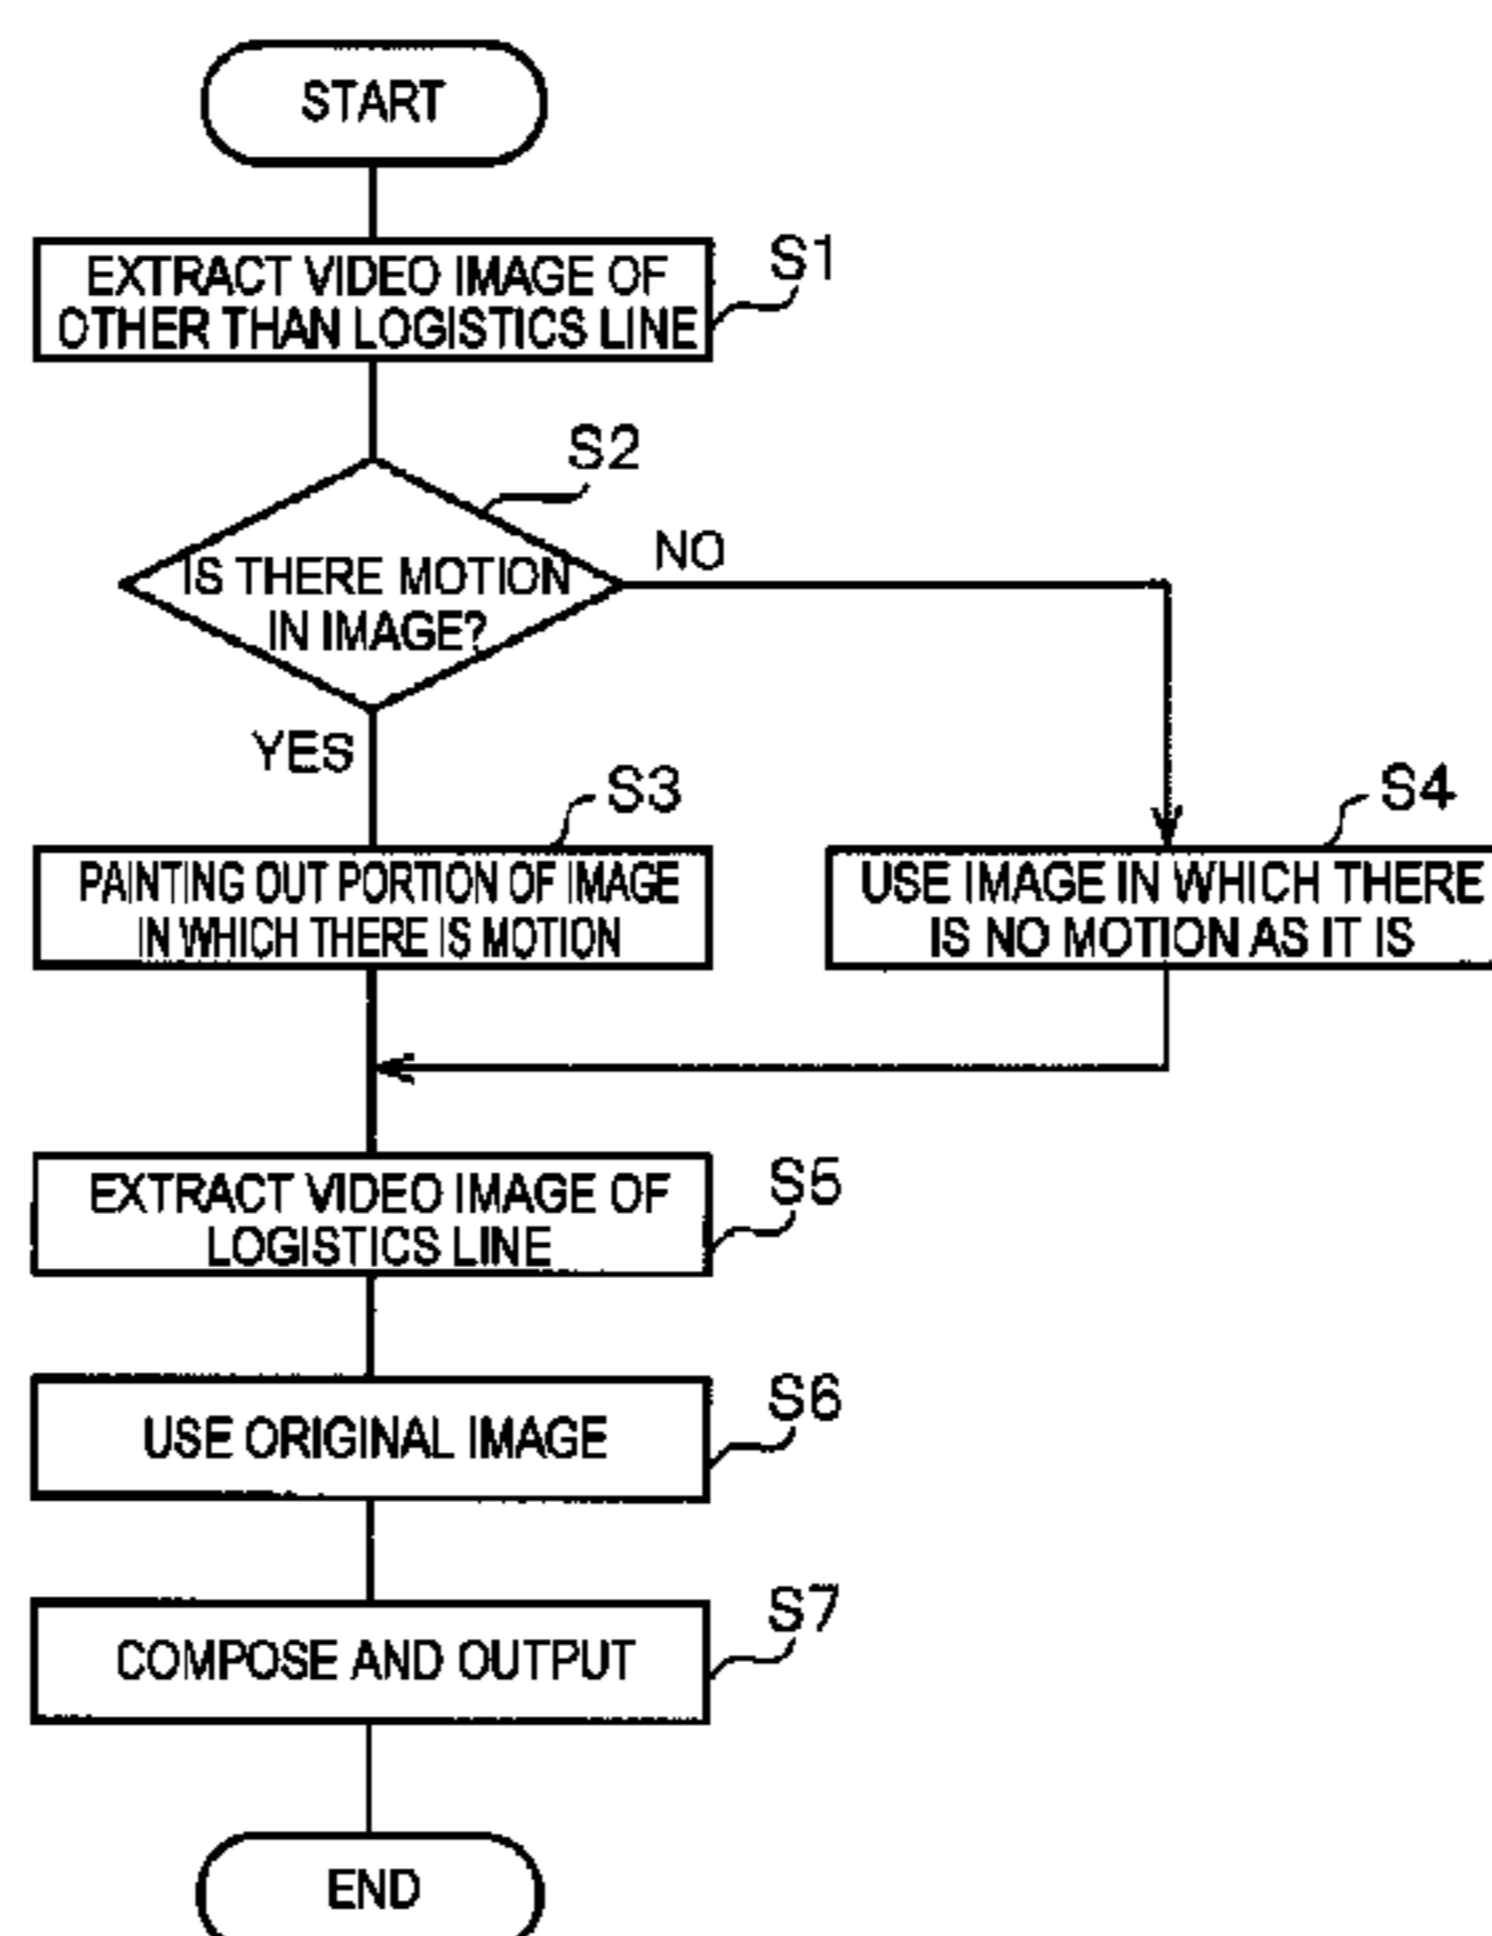 START
EXTRACT VIDEO IMAGE OF
OTHER THAN LOGISTICS LINE
S1
S2
IS THERE MOTION
IN IMAGE?
NO
YES
S3
PAINTING OUT PORTION OF IMAGE
IN WHICH THERE IS MOTION
S4
USE IMAGE IN WHICH THERE
IS NO MOTION AS IT IS
EXTRACT VIDEO IMAGE OF
LOGISTICS LINE
S5
USE ORIGINAL IMAGE
S6
COMPOSE AND OUTPUT
S7
END